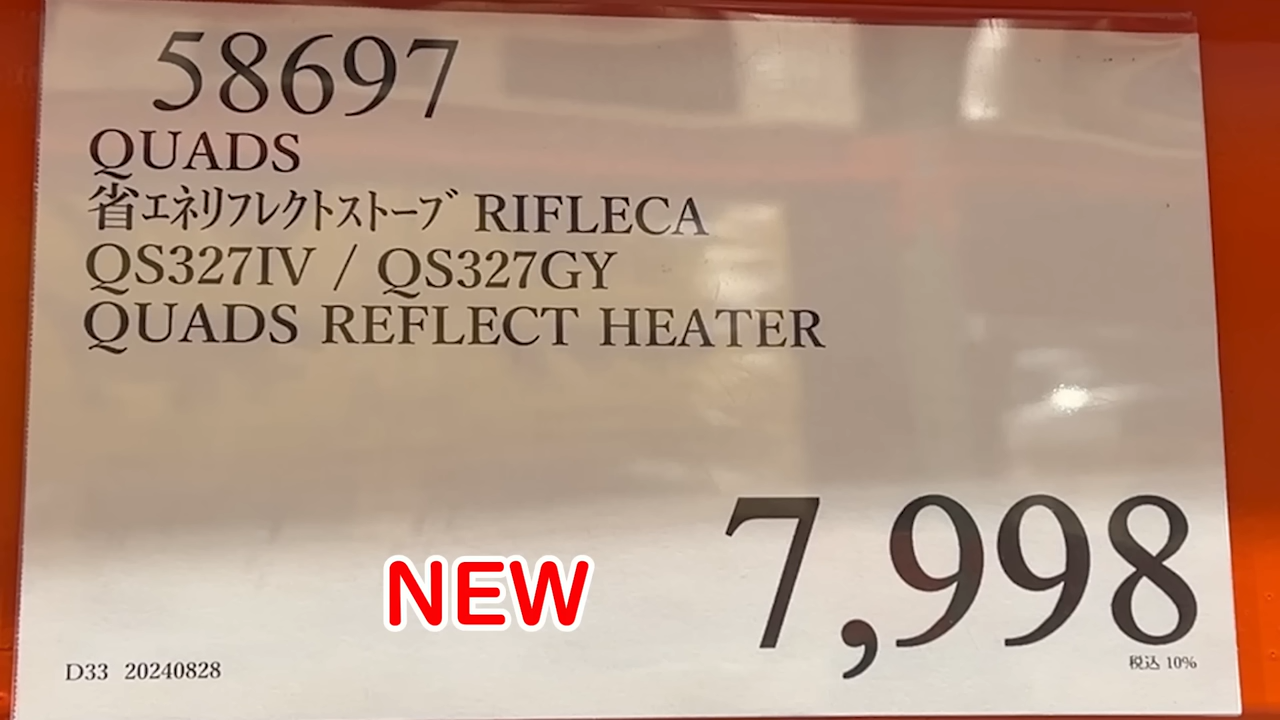 58697
QUADS
省エネリフレクトストーブ RIFLECA
QS327IV / QS327GY
QUADS REFLECT HEATER
7,998
NEW
税込 10%
D33 20240828